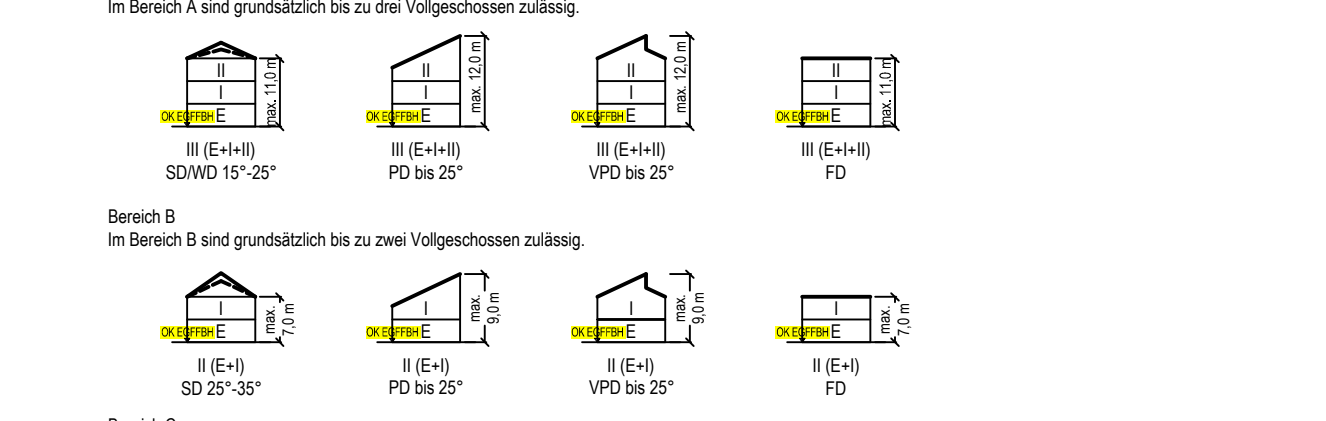 Im Bereich A sind grundsätzlich bis zu drei Vollgeschossen zulässig.
II
I
OK EGFFBH E
max. 11,0 m
III (E+I+II)
SD/WD 15°-25°
II
I
OK EGFFBH E
max. 12,0 m
III (E+I+II)
PD bis 25°
II
I
OK EGFFBH E
max. 12,0 m
III (E+I+II)
VPD bis 25°
II
I
OK EGFFBH E
max. 11,0 m
III (E+I+II)
FD
Bereich B
Im Bereich B sind grundsätzlich bis zu zwei Vollgeschossen zulässig.
I
OK EGFFBH E
max.
7,0 m
II (E+I)
SD 25°-35°
I
OK EGFFBH E
max.
9,0 m
II (E+I)
PD bis 25°
I
OK EGFFBH E
max.
9,0 m
II (E+I)
VPD bis 25°
I
OK EGFFBH E
max.
7,0 m
II (E+I)
FD